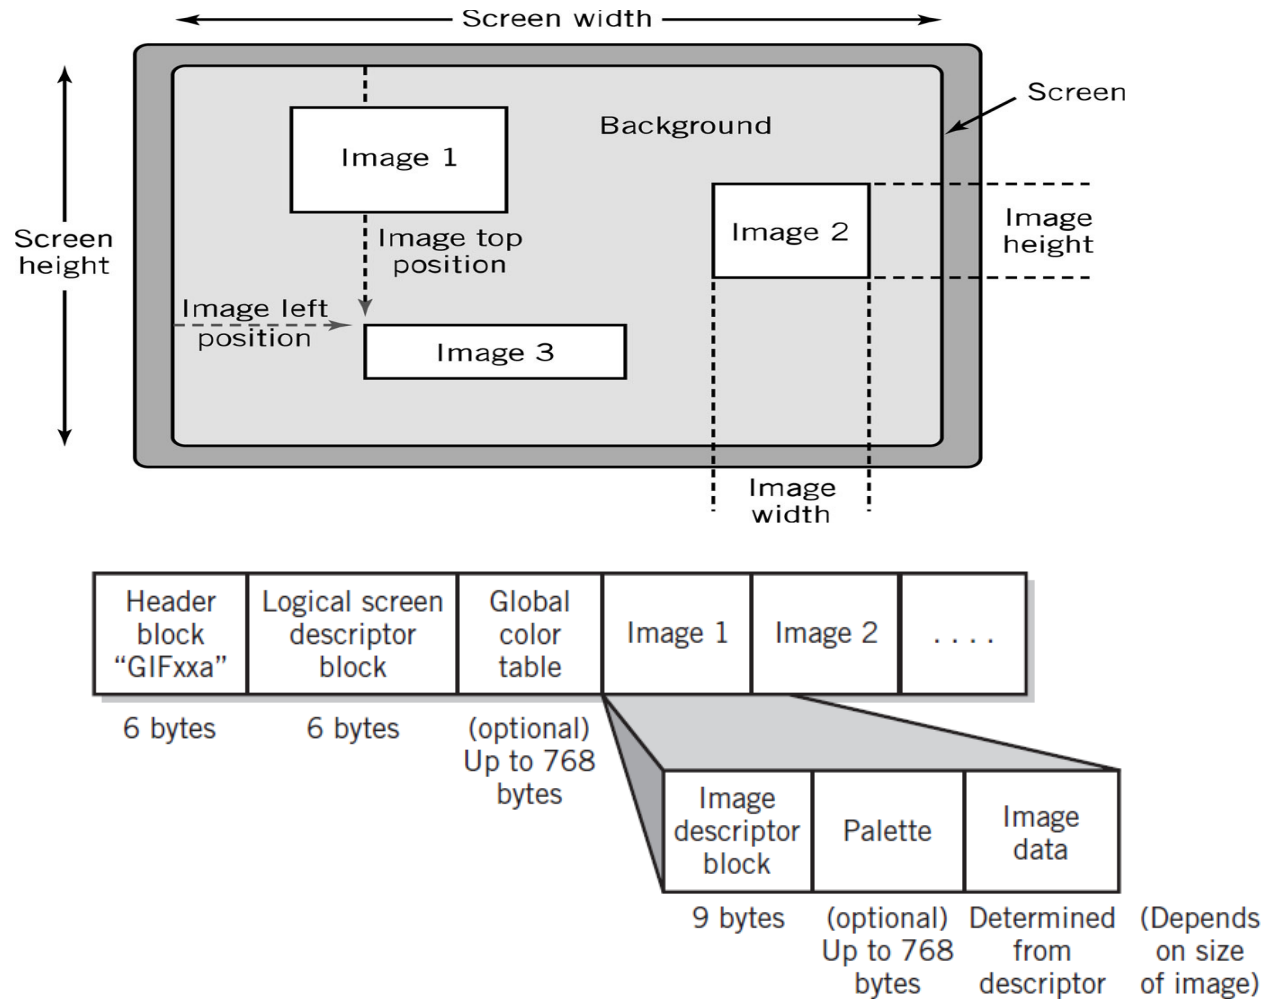 Screen width
Screen
Background
Image 1
Image 2
Image
height
Screen
height
Image top
position
Image left
position
Image 3
Image
width
Header
block
“GIFxxa”
Logical screen
descriptor
block
Global
color
table
Image 1
Image 2
. . . .
6 bytes
6 bytes
(optional)
Up to 768
bytes
Image
descriptor
block
Palette
Image
data
9 bytes
(optional)
Up to 768
bytes
Determined
from
descriptor
(Depends
on size
of image)